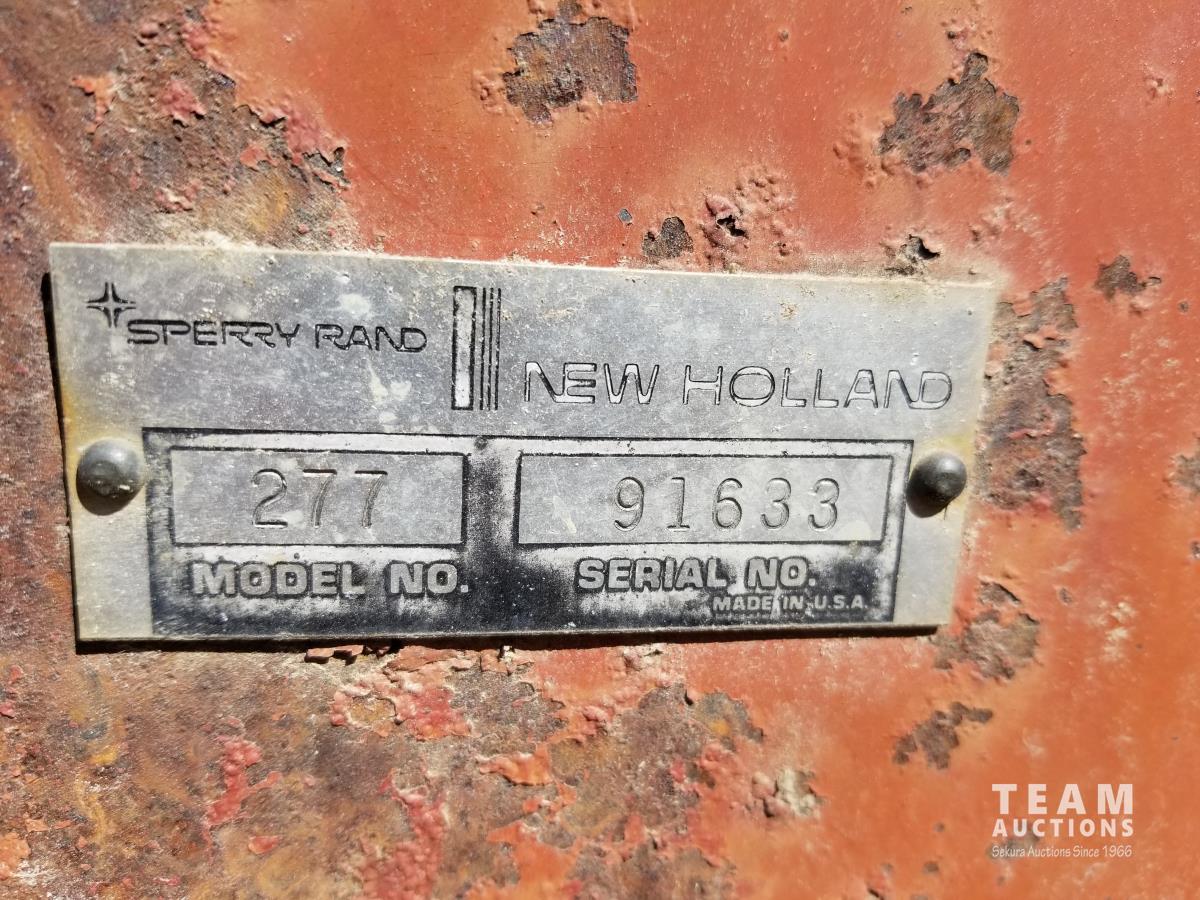 SPERRY RAND
NEW HOLLAND
277
91633
MODEL NO.
SERIAL NO.
MADE IN U.S.A.
TEAM
AUCTIONS
Sekura Auctions Since 1966